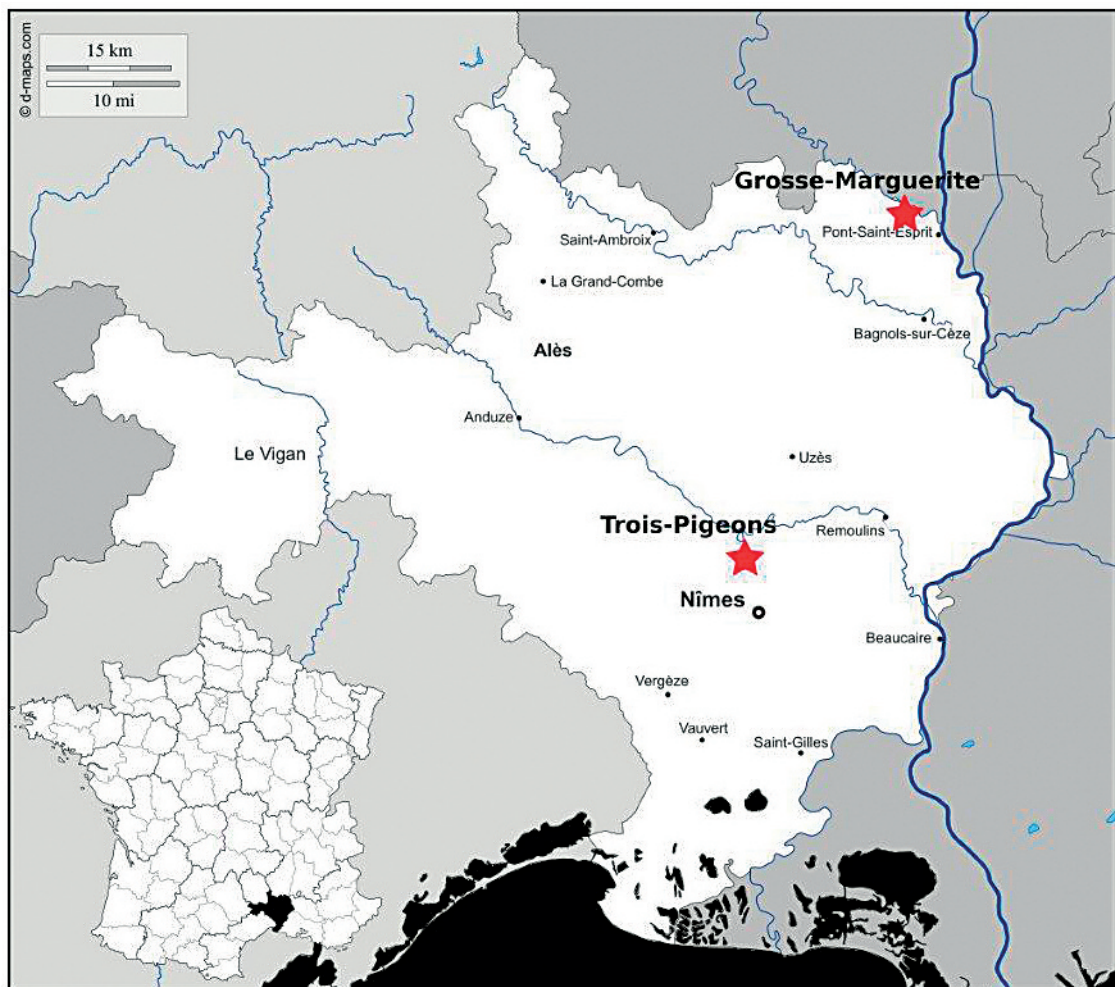 © d-maps.com
15 km
10 mi
Grosse-Marguerite
Saint-Ambroix
Pont-Saint-Esprit
La Grand-Combe
Bagnols-sur-Cèze
Alès
Anduze
Le Vigan
Uzès
Trois-Pigeons
Remoulins
Nîmes
Beaucaire
Vergèze
Vauvert
Saint-Gilles